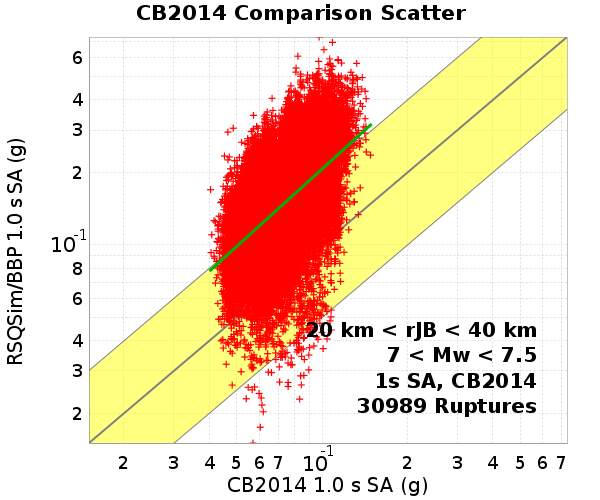 CB2014 Comparison Scatter
RSQSim/BBP 1.0 s SA (g)
6
4
3
2
10-1
8
6
4
3
2
20 km < rJB < 40 km
7 < Mw < 7.5
1s SA, CB2014
30989 Ruptures
2 3 4 5 6 7 10-1 2 3 4 5 6 7
CB2014 1.0 s SA (g)